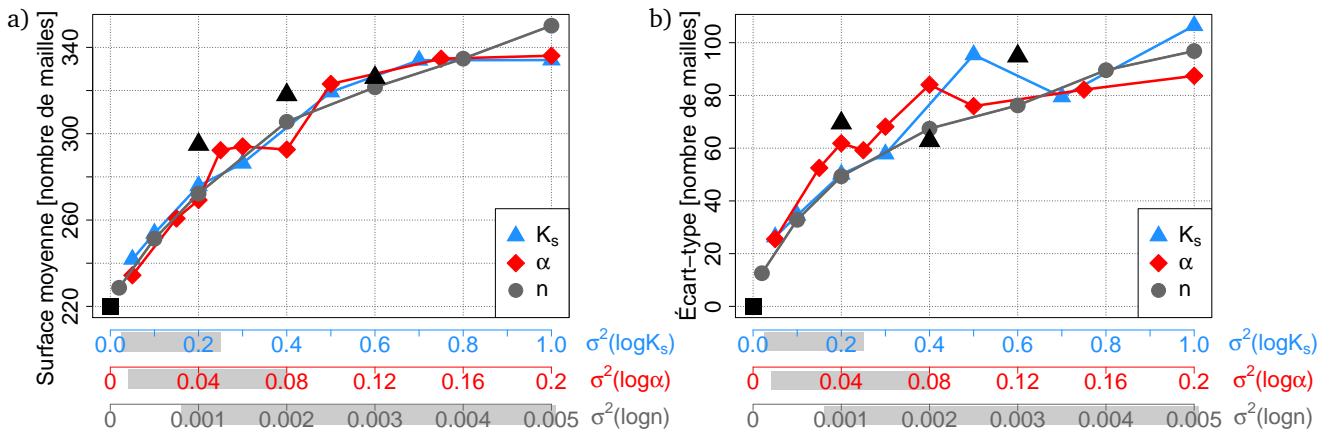 a)
Surface moyenne [nombre de mailles]
340
300
260
220
K_s
α
n
0.0 0.2 0.4 0.6 0.8 1.0 σ²(logK_s)
0 0.04 0.08 0.12 0.16 0.2 σ²(logα)
0 0.001 0.002 0.003 0.004 0.005 σ²(logn)
b)
Écart−type [nombre de mailles]
100
80
60
40
20
0
K_s
α
n
0.0 0.2 0.4 0.6 0.8 1.0 σ²(logK_s)
0 0.04 0.08 0.12 0.16 0.2 σ²(logα)
0 0.001 0.002 0.003 0.004 0.005 σ²(logn)